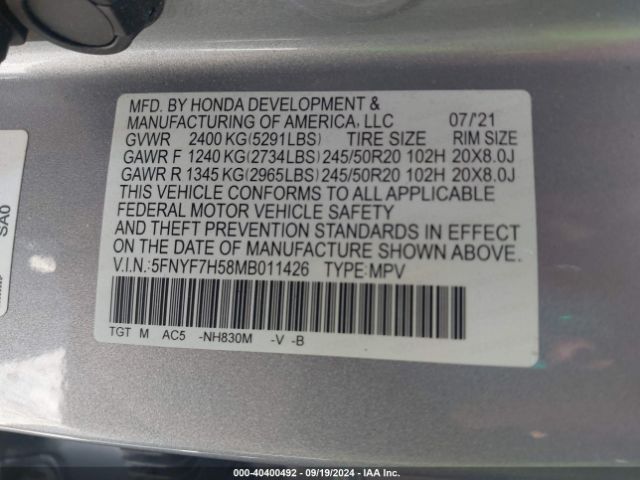 MFD. BY HONDA DEVELOPMENT &
MANUFACTURING OF AMERICA, LLC 07/'21
GVWR 2400 KG(5291LBS) TIRE SIZE RIM SIZE
GAWR F 1240 KG(2734LBS) 245/50R20 102H 20X8.0J
GAWR R 1345 KG(2965LBS) 245/50R20 102H 20X8.0J
THIS VEHICLE CONFORMS TO ALL APPLICABLE
FEDERAL MOTOR VEHICLE SAFETY
AND THEFT PREVENTION STANDARDS IN EFFECT
ON THE DATE OF MANUFACTURE SHOWN ABOVE.
V.I.N.:5FNYF7H58MB011426 TYPE:MPV
TGT M AC5 -NH830M -V -B
SA0
000-40400492 - 09/19/2024 - IAA Inc.